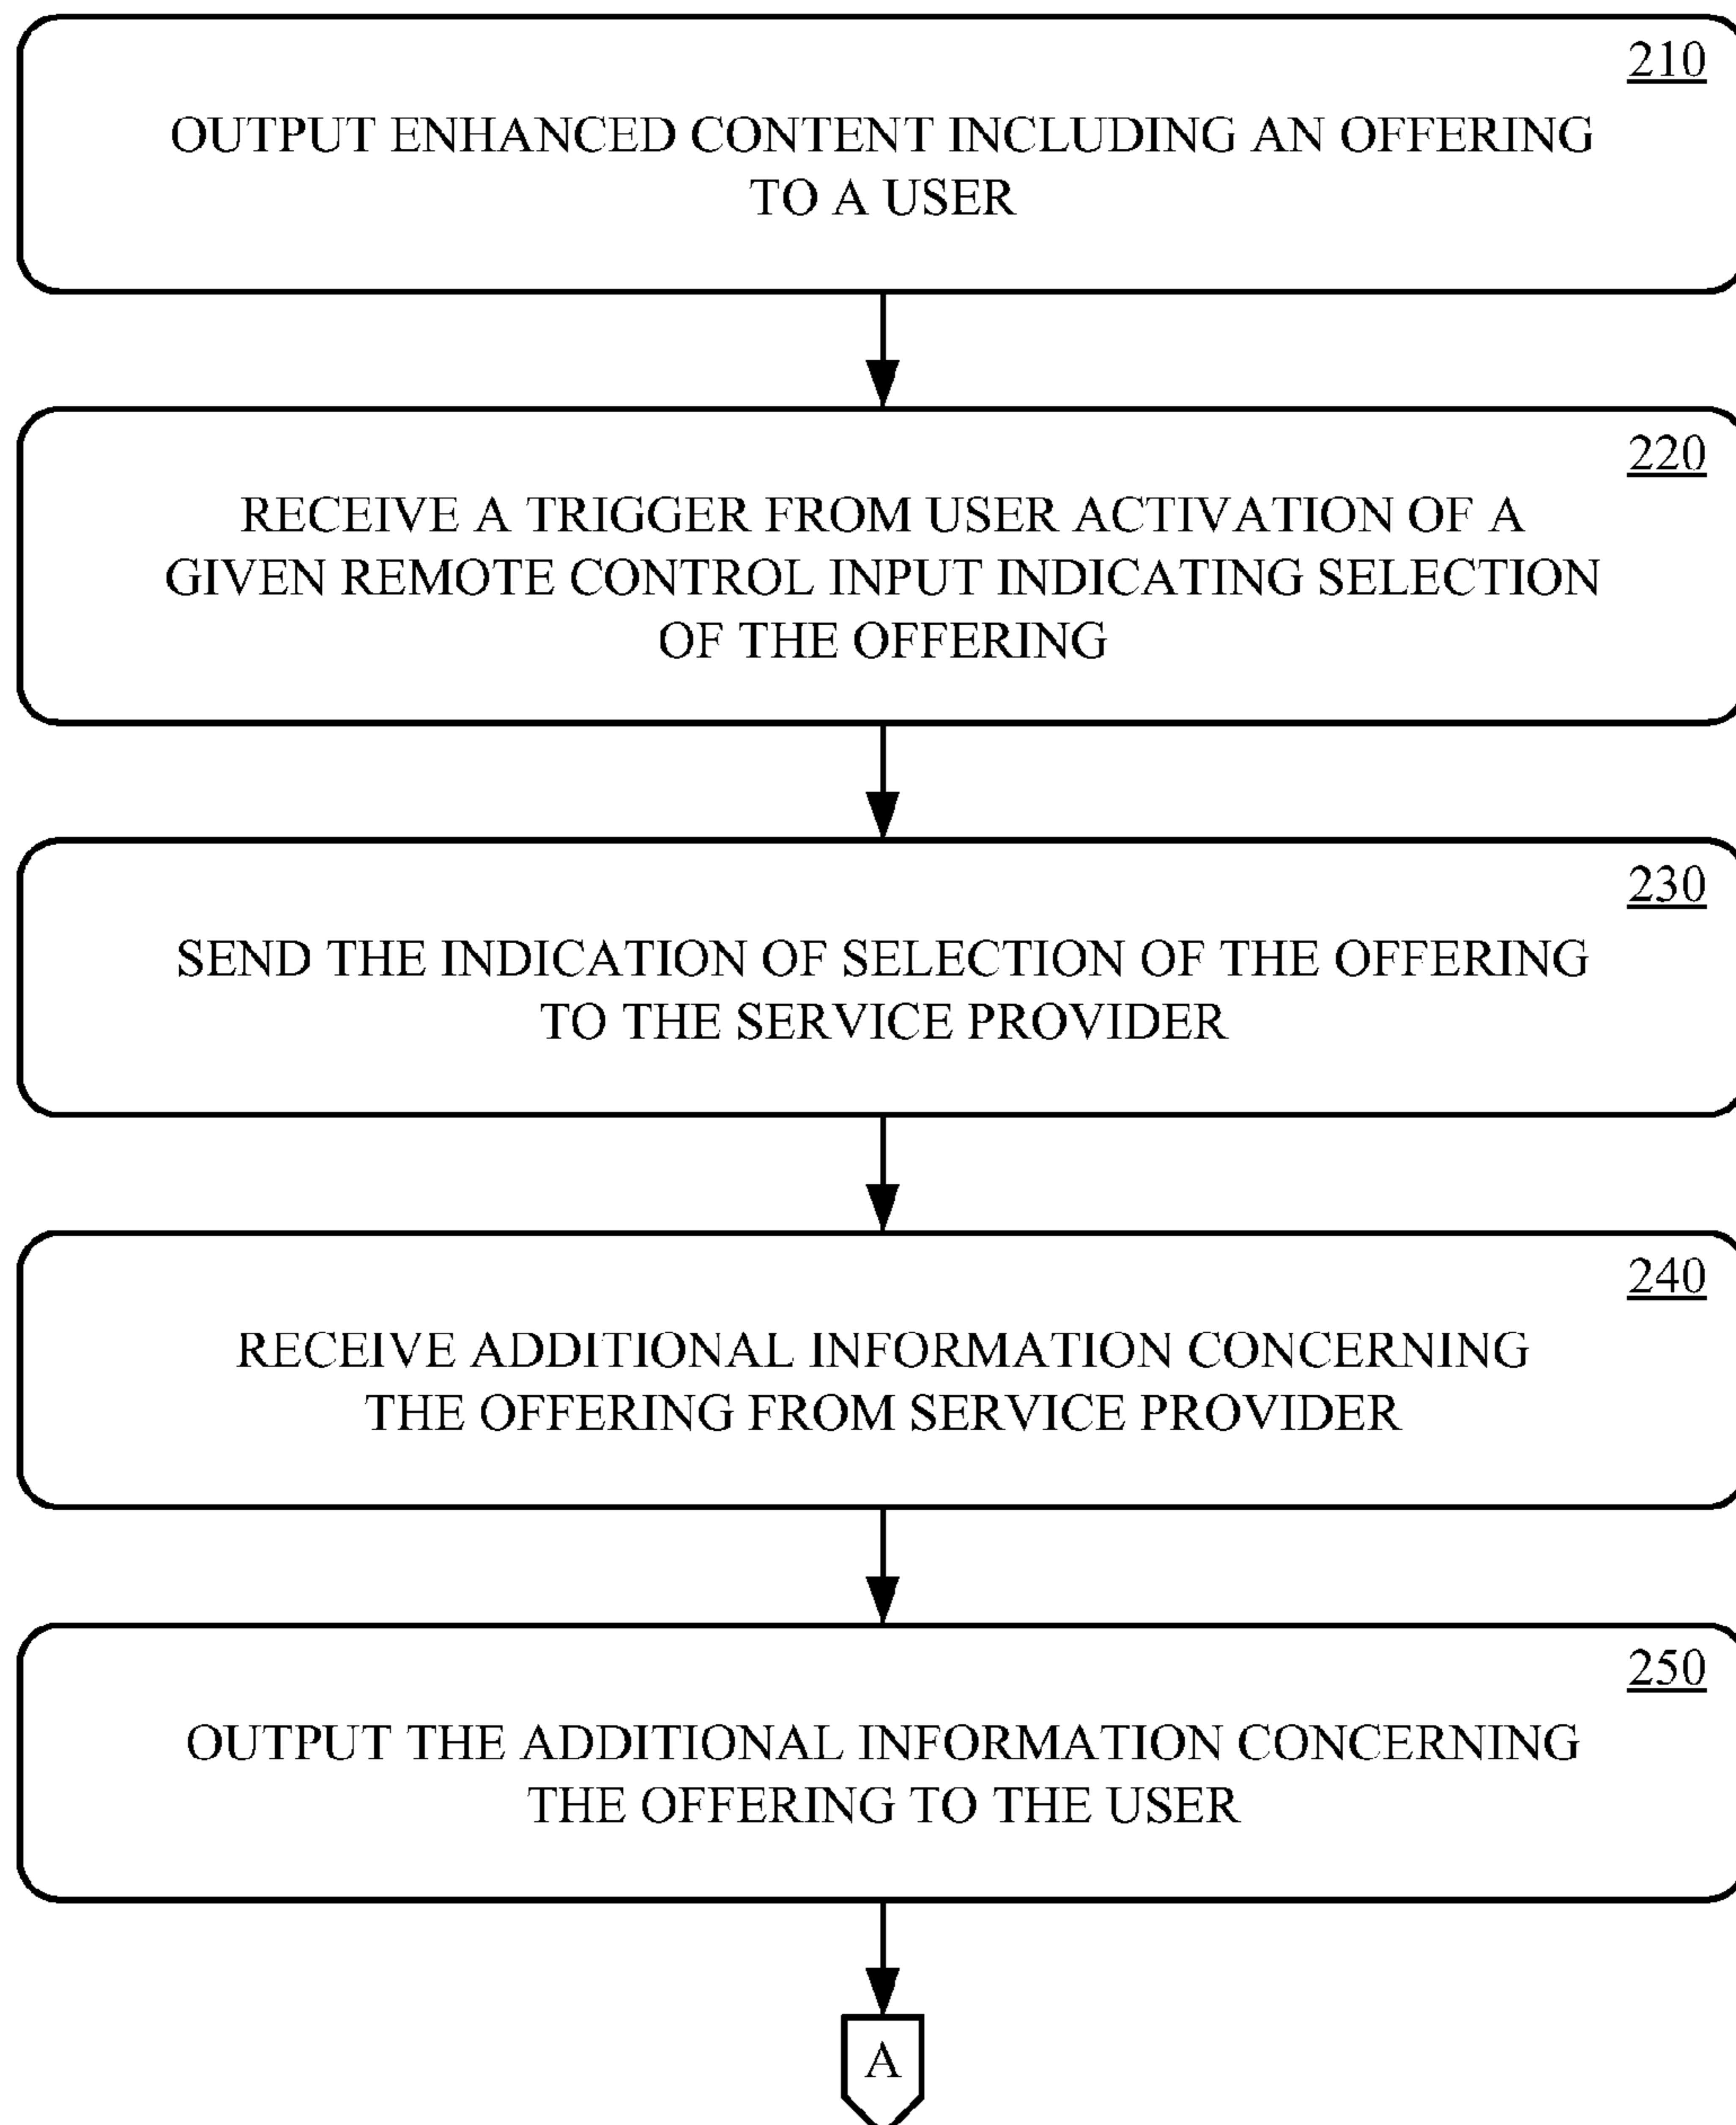 210
OUTPUT ENHANCED CONTENT INCLUDING AN OFFERING
TO A USER
220
RECEIVE A TRIGGER FROM USER ACTIVATION OF A
GIVEN REMOTE CONTROL INPUT INDICATING SELECTION
OF THE OFFERING
230
SEND THE INDICATION OF SELECTION OF THE OFFERING
TO THE SERVICE PROVIDER
240
RECEIVE ADDITIONAL INFORMATION CONCERNING
THE OFFERING FROM SERVICE PROVIDER
250
OUTPUT THE ADDITIONAL INFORMATION CONCERNING
THE OFFERING TO THE USER
A